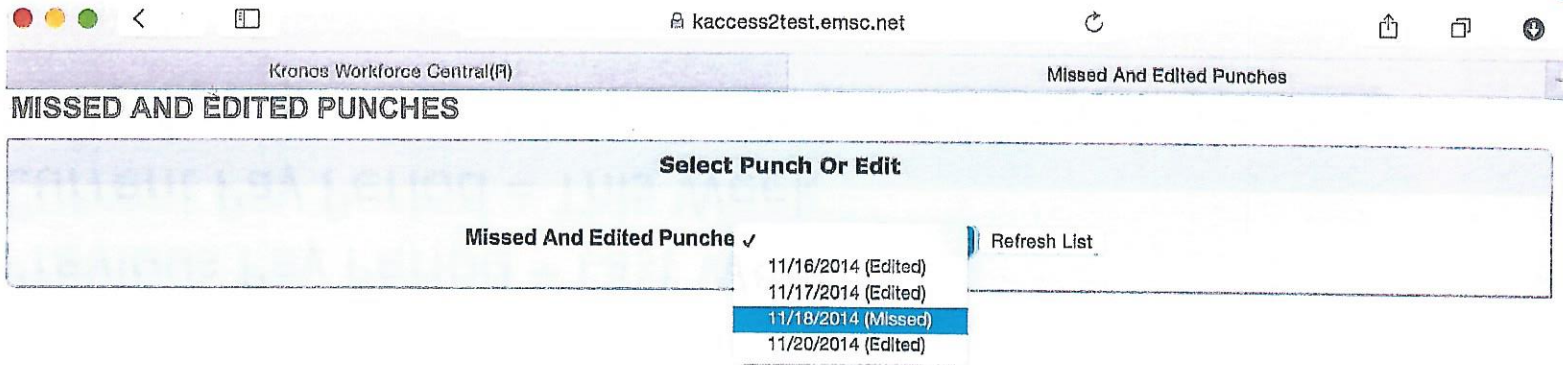 kaccess2test.emsc.net
Kronos Workforce Central(R)
Missed And Edited Punches
MISSED AND EDITED PUNCHES
Select Punch Or Edit
Missed And Edited Punche ✓
Refresh List
11/16/2014 (Edited)
11/17/2014 (Edited)
11/18/2014 (Missed)
11/20/2014 (Edited)